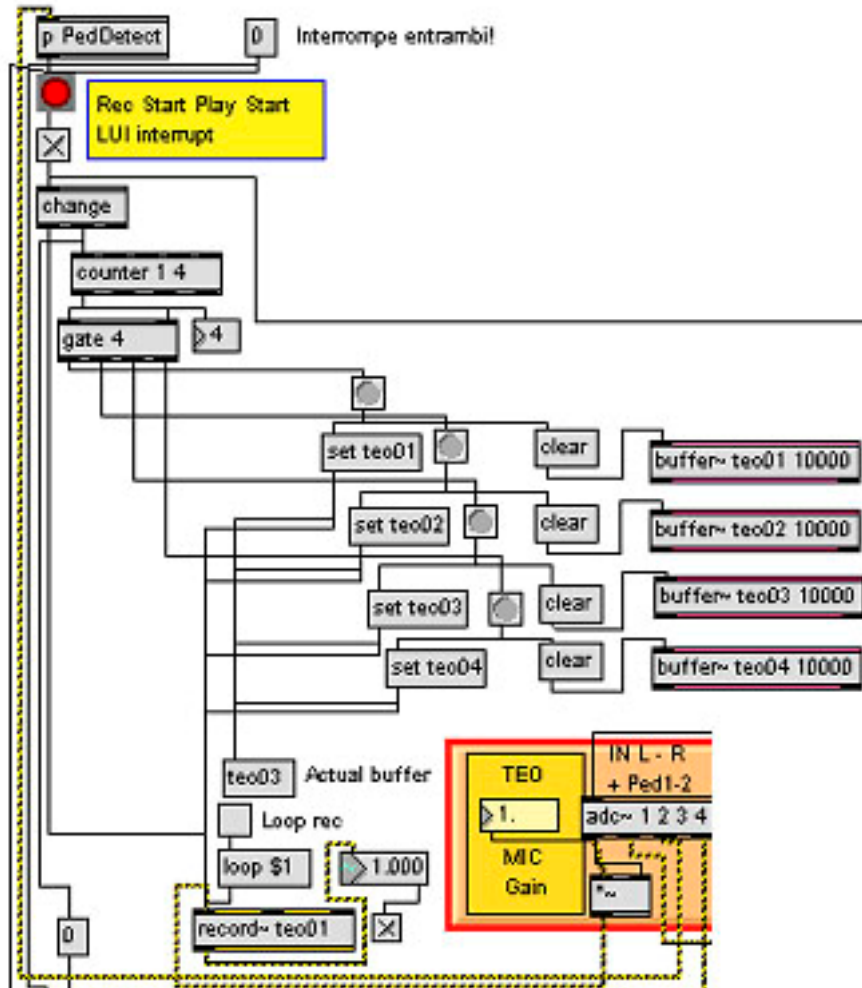 p PedDetect
0
Interrompe entrambi!
Rec Start Play Start
LUI interrupt
change
counter 1 4
gate 4
4
set teo01
clear
buffer~ teo01 10000
set teo02
clear
buffer~ teo02 10000
set teo03
clear
buffer~ teo03 10000
set teo04
clear
buffer~ teo04 10000
teo03
Actual buffer
Loop rec
loop $1
1.000
0
record~ teo01
TEO
1.
MIC
Gain
IN L - R
+ Ped1-2
adc~ 1 2 3 4
*~